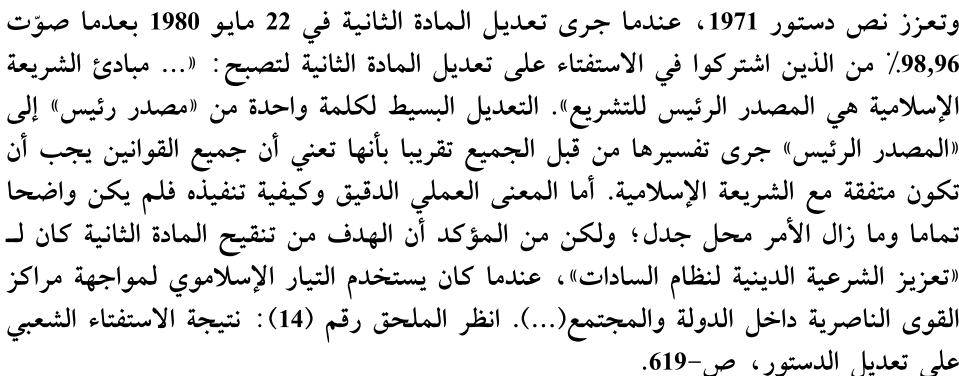 وتعزز نص دستور 1971، عندما جرى تعديل المادة الثانية في 22 مايو 1980 بعدما صوّت
98,96٪ من الذين اشتركوا في الاستفتاء على تعديل المادة الثانية لتصبح: «... مبادئ الشريعة
الإسلامية هي المصدر الرئيس للتشريع». التعديل البسيط لكلمة واحدة من «مصدر رئيس» إلى
«المصدر الرئيس» جرى تفسيرها من قبل الجميع تقريبا بأنها تعني أن جميع القوانين يجب أن
تكون متفقة مع الشريعة الإسلامية. أما المعنى العملي الدقيق وكيفية تنفيذه فلم يكن واضحا
تماما وما زال الأمر محل جدل؛ ولكن من المؤكد أن الهدف من تنقيح المادة الثانية كان لـ
«تعزيز الشرعية الدينية لنظام السادات»، عندما كان يستخدم التيار الإسلاموي لمواجهة مراكز
القوى الناصرية داخل الدولة والمجتمع(...). انظر الملحق رقم (14): نتيجة الاستفتاء الشعبي
على تعديل الدستور، ص-619.